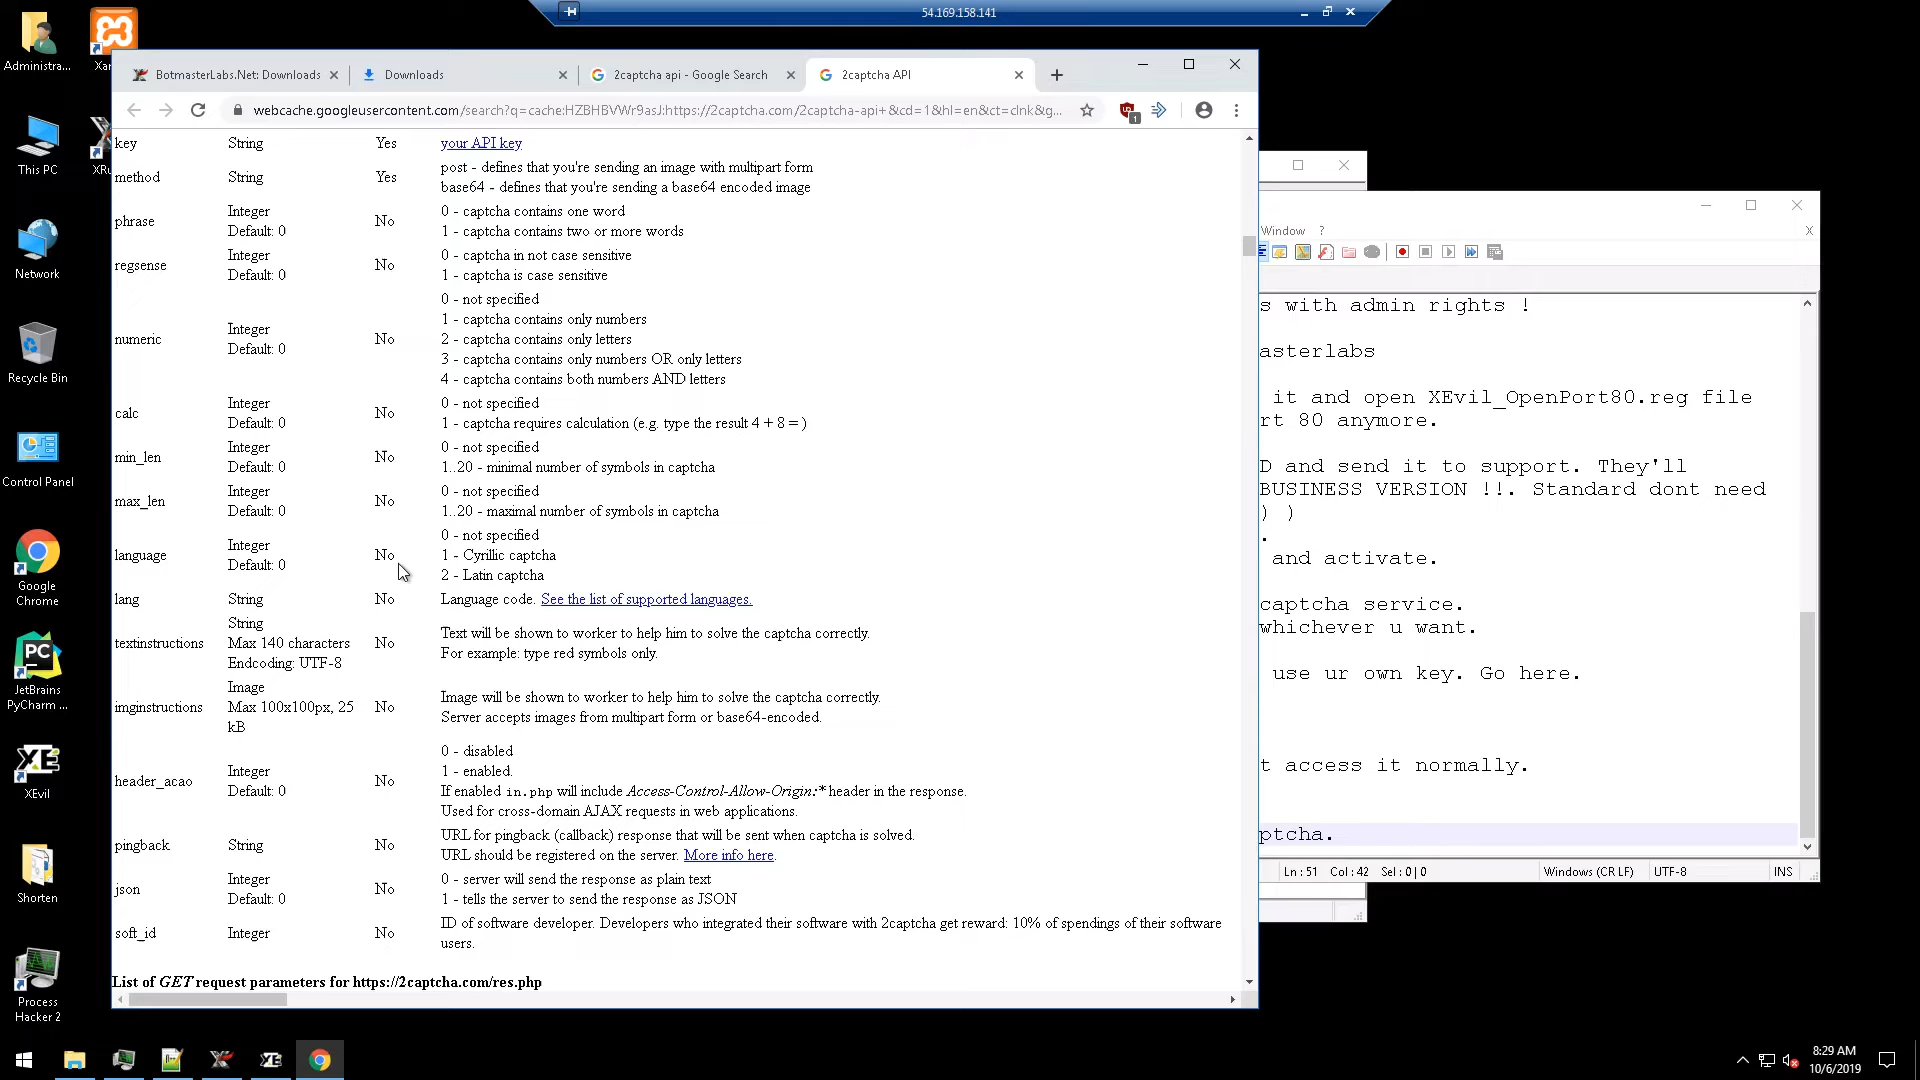 54.169.158.141
Administra...
Xar
This PC
XRu
Network
Recycle Bin
Control Panel
Google
Chrome
JetBrains
PyCharm ...
XEvil
Shorten
Process
Hacker 2
BotmasterLabs.Net: Downloads
Downloads
2captcha api - Google Search
2captcha API
webcache.googleusercontent.com/search?q=cache:HZBHBVWr9asJ:https://2captcha.com/2captcha-api+&cd=1&hl=en&ct=clnk&g...
1
key String Yes your API key
method String Yes post - defines that you're sending an image with multipart form
base64 - defines that you're sending a base64 encoded image
phrase Integer Default: 0 No 0 - captcha contains one word
1 - captcha contains two or more words
regsense Integer Default: 0 No 0 - captcha in not case sensitive
1 - captcha is case sensitive
numeric Integer Default: 0 No 0 - not specified
1 - captcha contains only numbers
2 - captcha contains only letters
3 - captcha contains only numbers OR only letters
4 - captcha contains both numbers AND letters
calc Integer Default: 0 No 0 - not specified
1 - captcha requires calculation (e.g. type the result 4 + 8 = )
min_len Integer Default: 0 No 0 - not specified
1..20 - minimal number of symbols in captcha
max_len Integer Default: 0 No 0 - not specified
1..20 - maximal number of symbols in captcha
language Integer Default: 0 No 0 - not specified
1 - Cyrillic captcha
2 - Latin captcha
lang String No Language code. See the list of supported languages.
textinstructions String Max 140 characters Endcoding: UTF-8 No Text will be shown to worker to help him to solve the captcha correctly.
For example: type red symbols only.
imginstructions Image Max 100x100px, 25 kB No Image will be shown to worker to help him to solve the captcha correctly.
Server accepts images from multipart form or base64-encoded.
header_acao Integer Default: 0 No 0 - disabled
1 - enabled.
If enabled in.php will include Access-Control-Allow-Origin:* header in the response.
Used for cross-domain AJAX requests in web applications.
pingback String No URL for pingback (callback) response that will be sent when captcha is solved.
URL should be registered on the server. More info here.
json Integer Default: 0 No 0 - server will send the response as plain text
1 - tells the server to send the response as JSON
soft_id Integer No ID of software developer. Developers who integrated their software with 2captcha get reward: 10% of spendings of their software
users.
List of GET request parameters for https://2captcha.com/res.php
Window ? X
s with admin rights !
asterlabs
it and open XEvil_OpenPort80.reg file
rt 80 anymore.
D and send it to support. They'll
BUSINESS VERSION !!. Standard dont need
) )
.
and activate.
captcha service.
whichever u want.
use ur own key. Go here.
t access it normally.
ptcha.
Ln : 51 Col : 42 Sel : 0 | 0 Windows (CR LF) UTF-8 INS
8:29 AM
10/6/2019